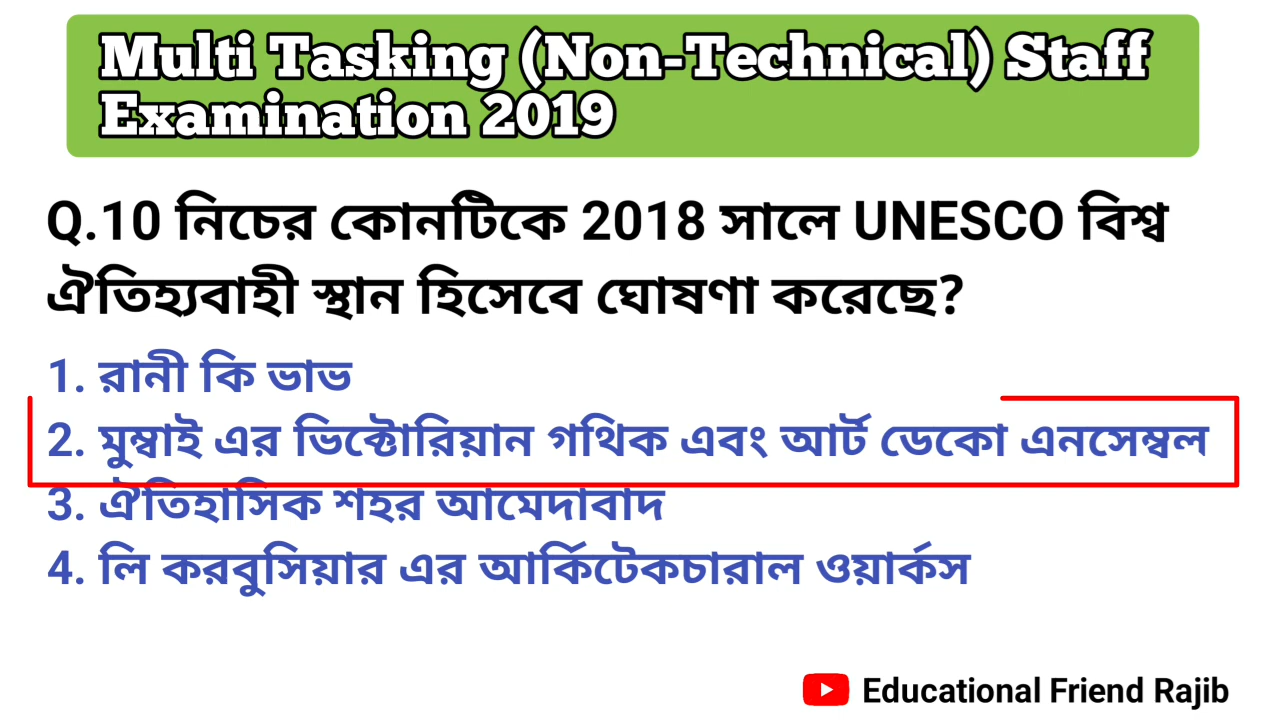 Multi Tasking (Non-Technical) Staff
Examination 2019
Q.10 নিচের কোনটিকে 2018 সালে UNESCO বিশ্ব
ঐতিহ্যবাহী স্থান হিসেবে ঘোষণা করেছে?
1. রানী কি ভাভ
2. মুম্বাই এর ভিক্টোরিয়ান গথিক এবং আর্ট ডেকো এনসেম্বল
3. ঐতিহাসিক শহর আমেদাবাদ
4. লি করবুসিয়ার এর আর্কিটেকচারাল ওয়ার্কস
Educational Friend Rajib